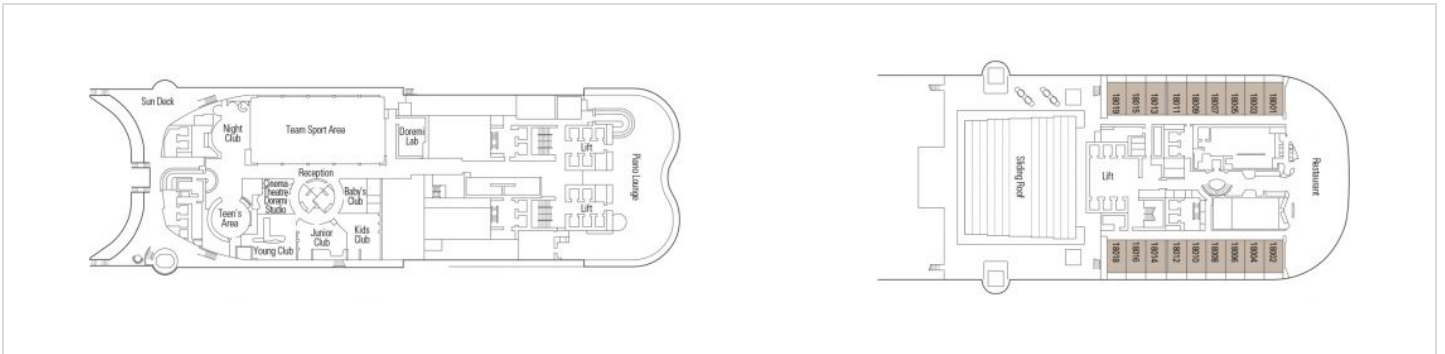 Sun Deck
Night
Club
Team Sport Area
Doremi
Lab
Lift
Piano Lounge
Reception
Cinema
Theatre
Doremi
Studio
Baby's
Club
Teen's
Area
Lift
Junior
Club
Kids
Club
Young Club
18019
18015
18013
18011
18009
18007
18005
18003
18001
Sliding Roof
Lift
Restaurant
18018
18016
18014
18012
18010
18008
18006
18004
18002